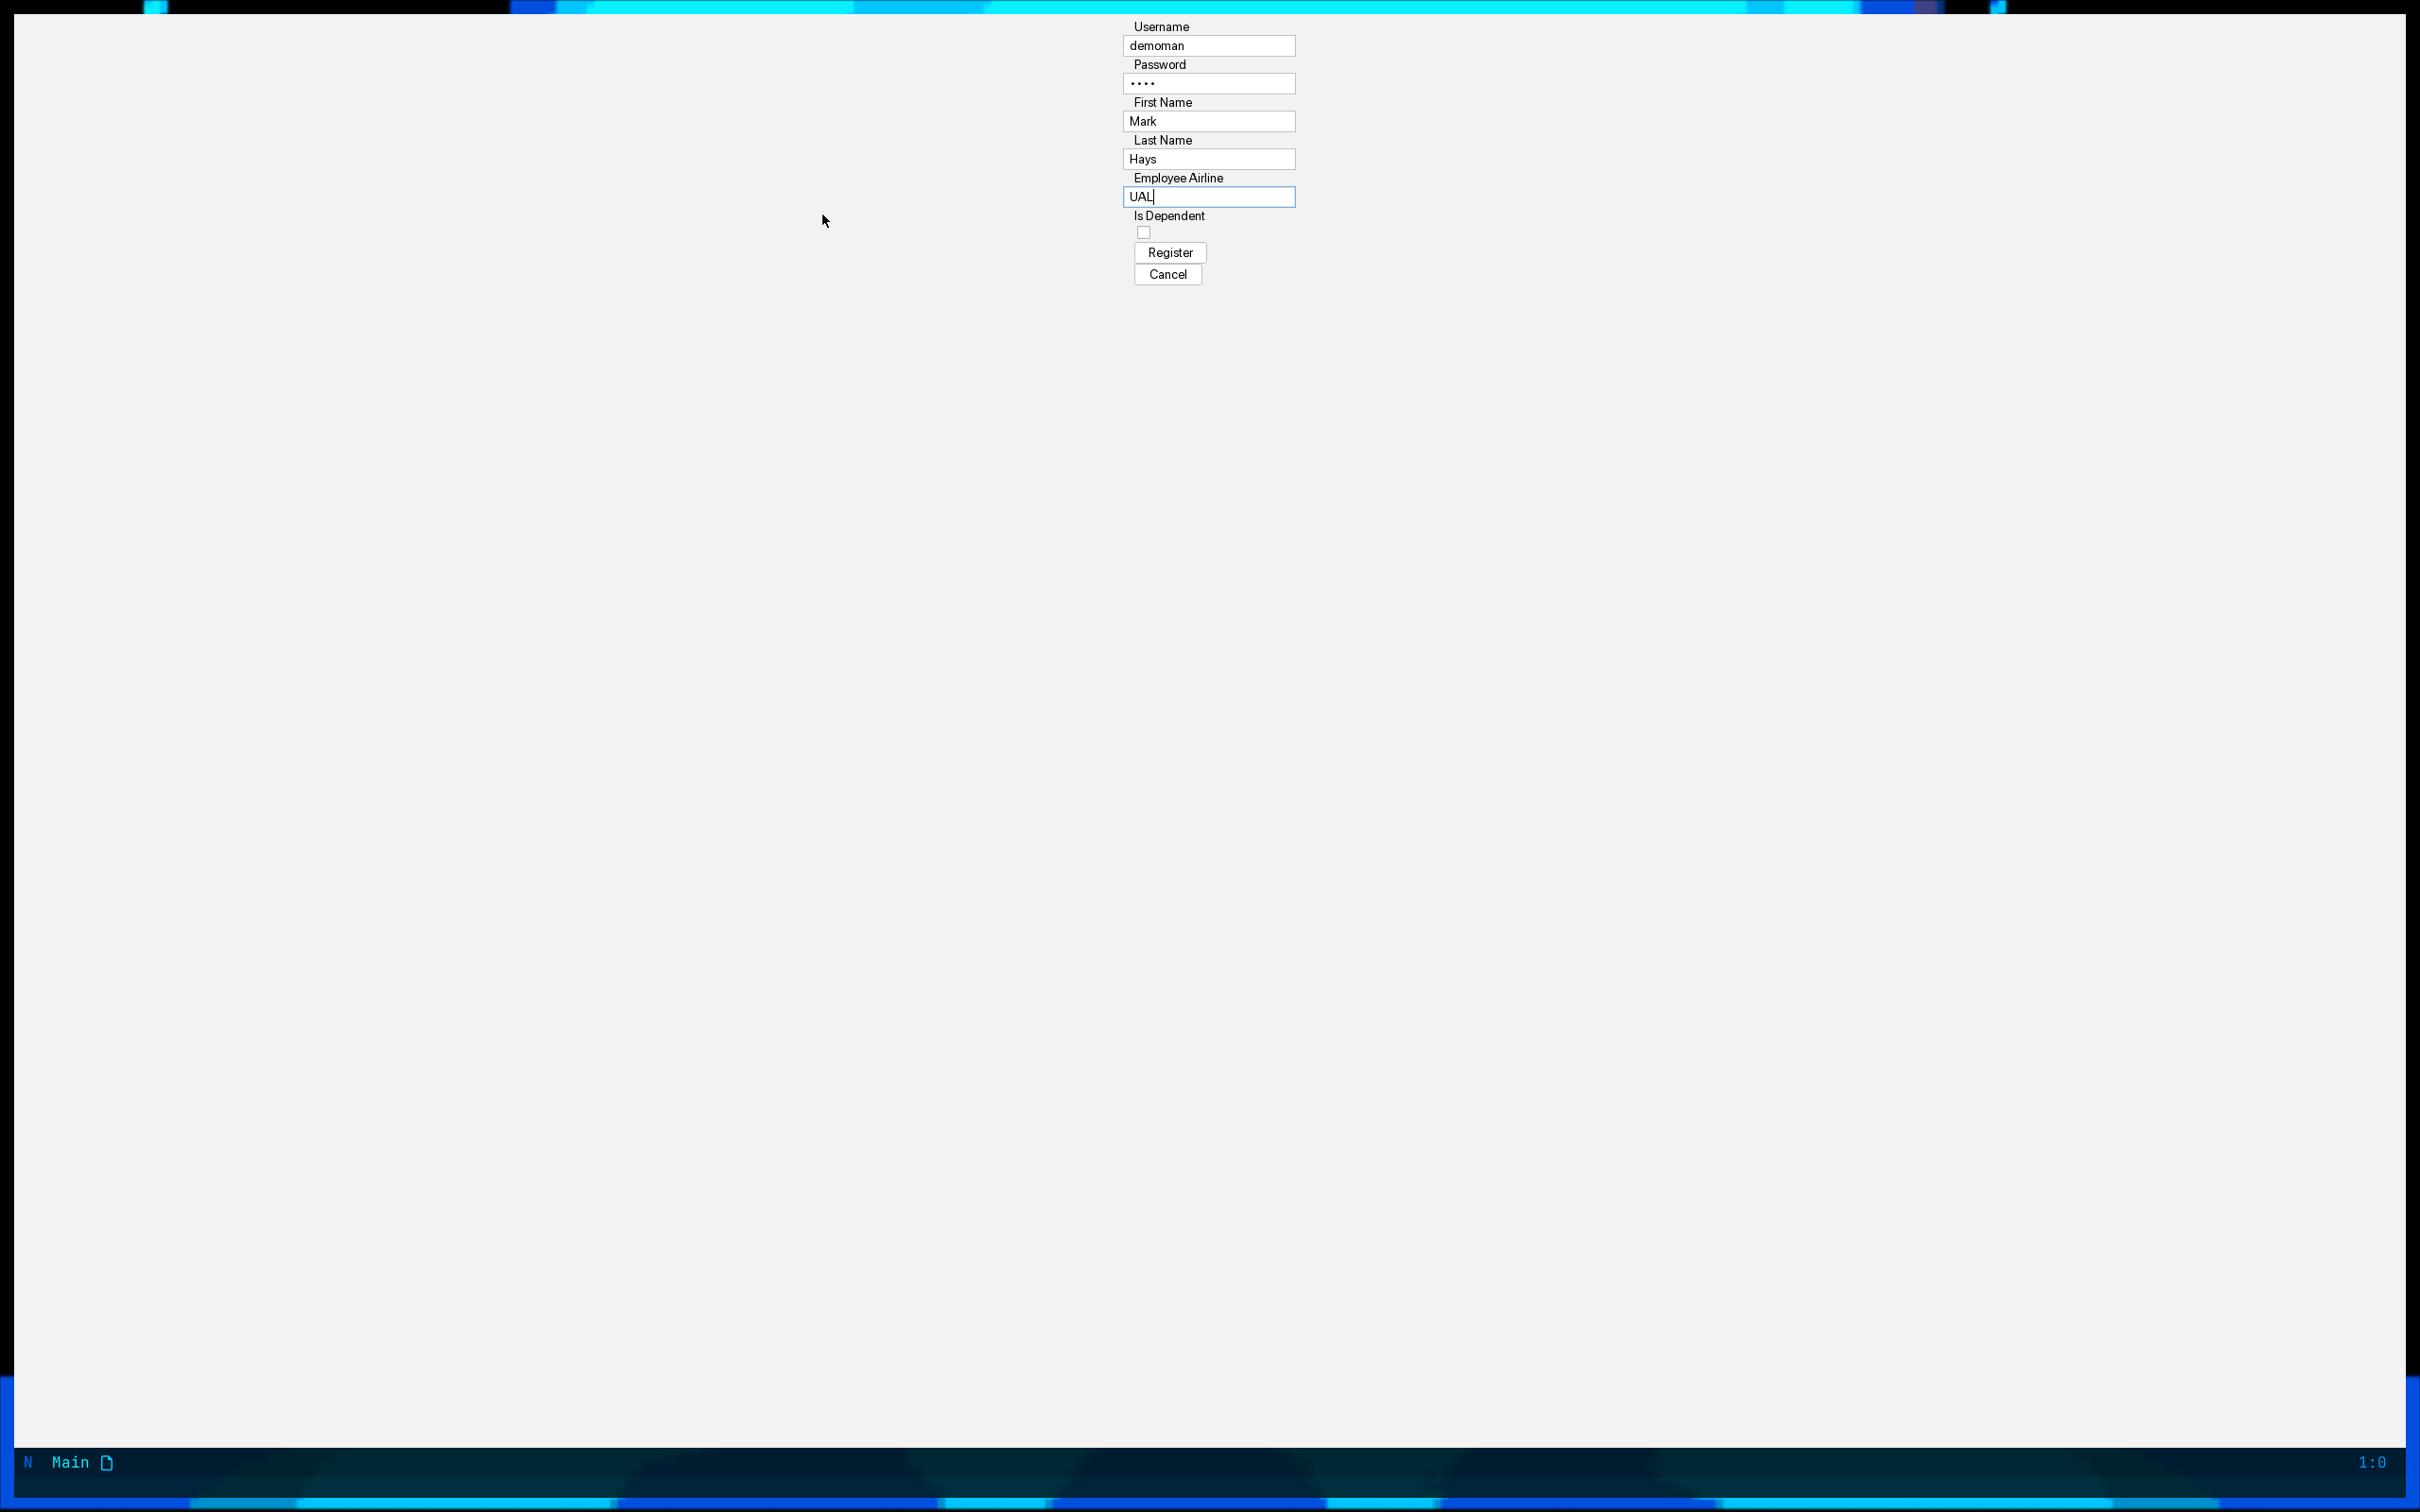 Username
demoman
Password
••••
First Name
Mark
Last Name
Hays
Employee Airline
UAL
Is Dependent
Register
Cancel
N Main 1:0